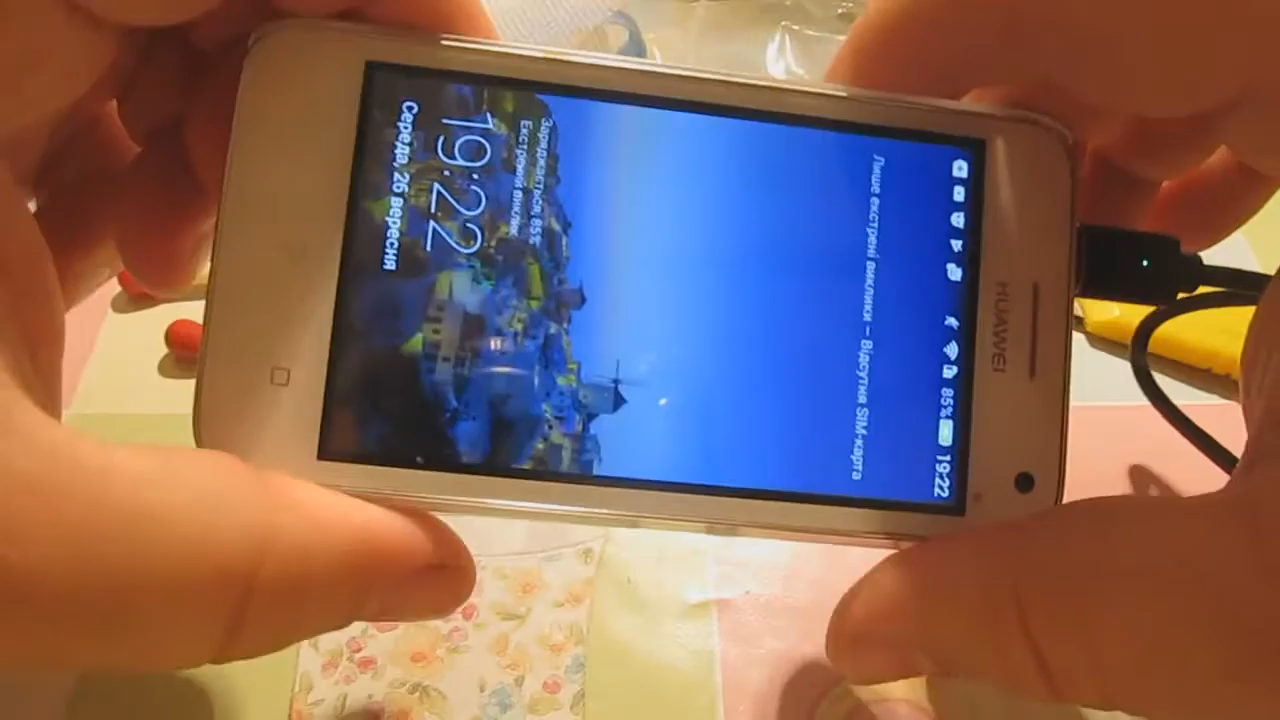 HUAWEI
85% 19:22
Лише екстрені виклики – Відсутня SIM-карта
Заряджається, 85%
Екстрений виклик
19:22
Середа, 26 вересня